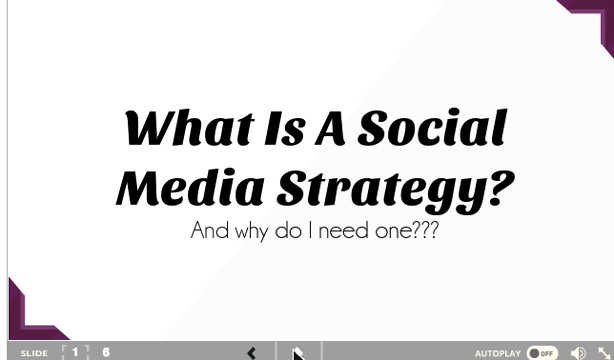 What Is A Social
Media Strategy?
And why do I need one???
SLIDE 1 6 AUTOPLAY OFF